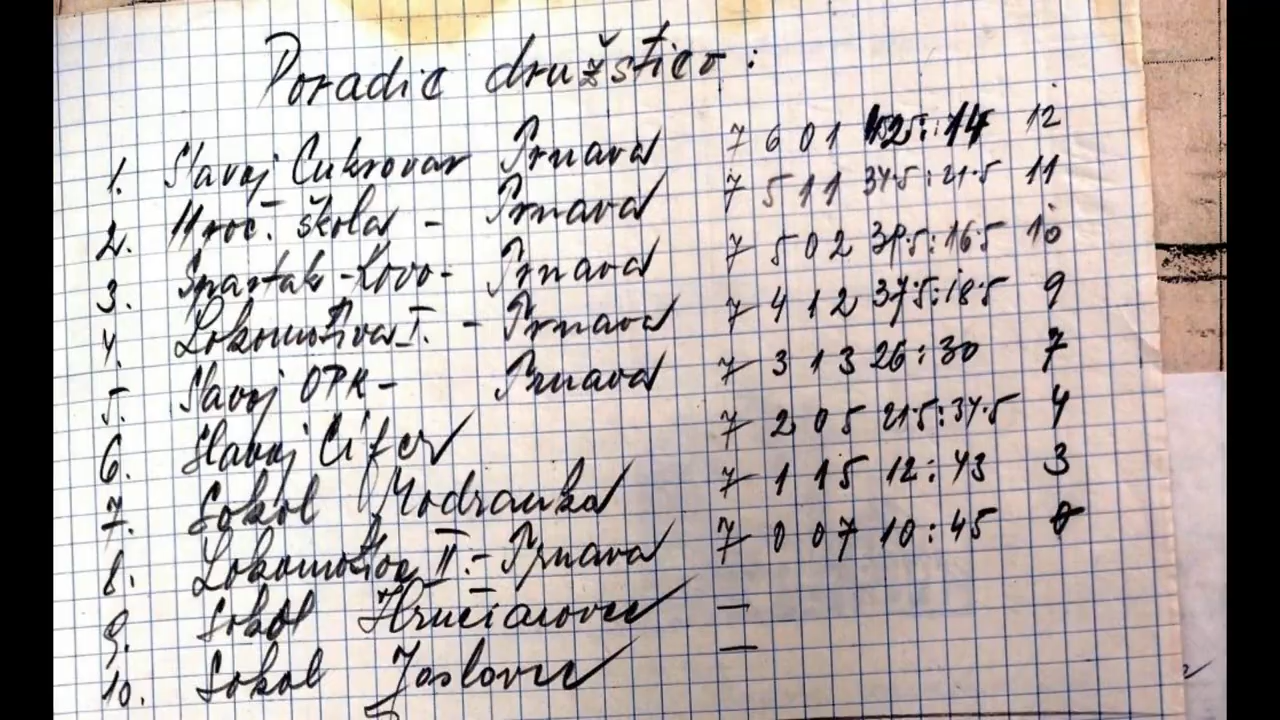 Poradie družstiev:
1. Slavoj Cukrovar Trnava 7 6 0 1 425:14 12
2. 11 roč. škola - Trnava 7 5 1 1 34·5:21·5 11
3. Spartak-Kovo- Trnava 7 5 0 2 39·5:16·5 10
4. Lokomotíva I. - Trnava 7 4 1 2 37·5:18·5 9
5. Slavoj OPK - Trnava 7 3 1 3 26:30 7
6. Slavoj Cífer 7 2 0 5 21·5:34·5 4
7. Sokol Modranka 7 1 1 5 12:43 3
8. Lokomotíva II.- Trnava 7 0 0 7 10:45 0
9. Sokol Hrnčiarovce —
10. Sokol Jaslovce —